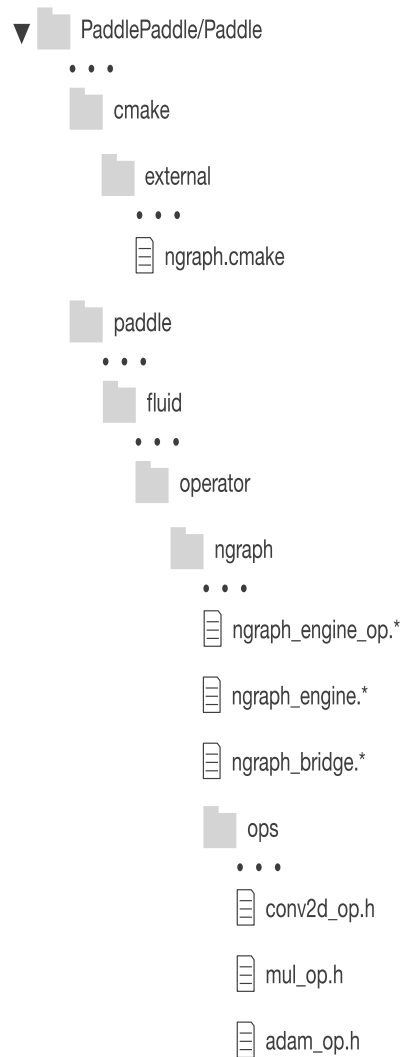 PaddlePaddle/Paddle
• • •
cmake
external
• • •
ngraph.cmake
paddle
• • •
fluid
• • •
operator
ngraph
• • •
ngraph_engine_op.*
ngraph_engine.*
ngraph_bridge.*
ops
• • •
conv2d_op.h
mul_op.h
adam_op.h